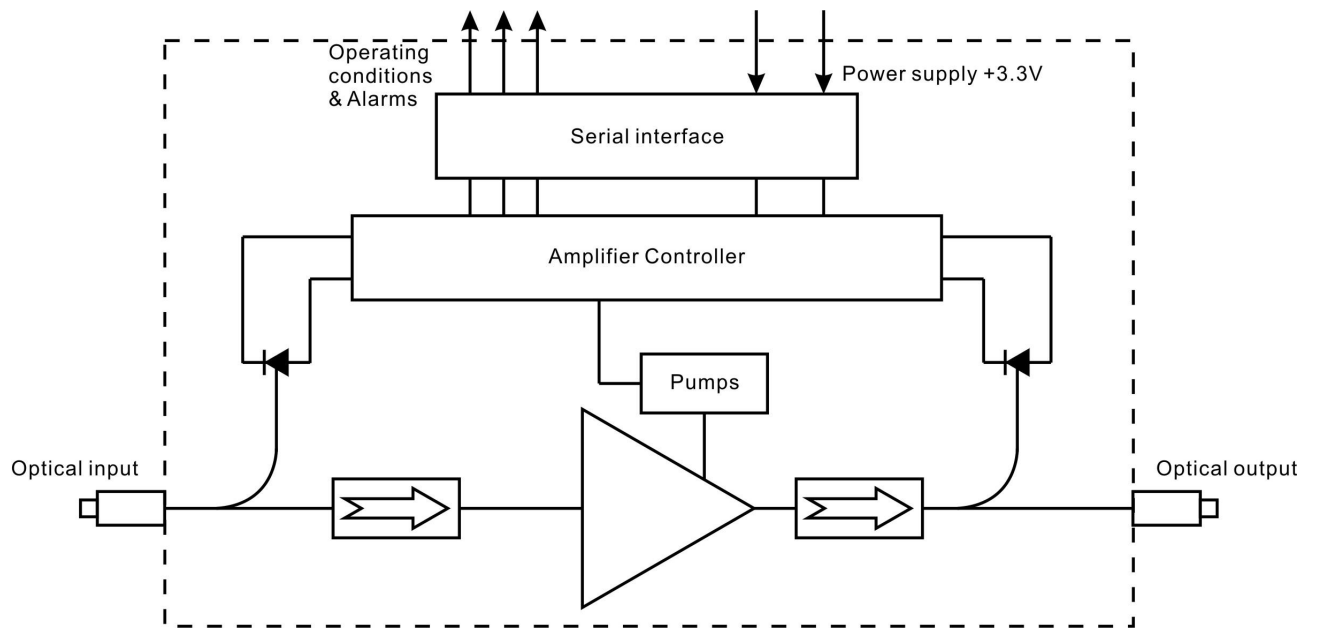 Operating
conditions
& Alarms
Power supply +3.3V
Serial interface
Amplifier Controller
Pumps
Optical input
Optical output